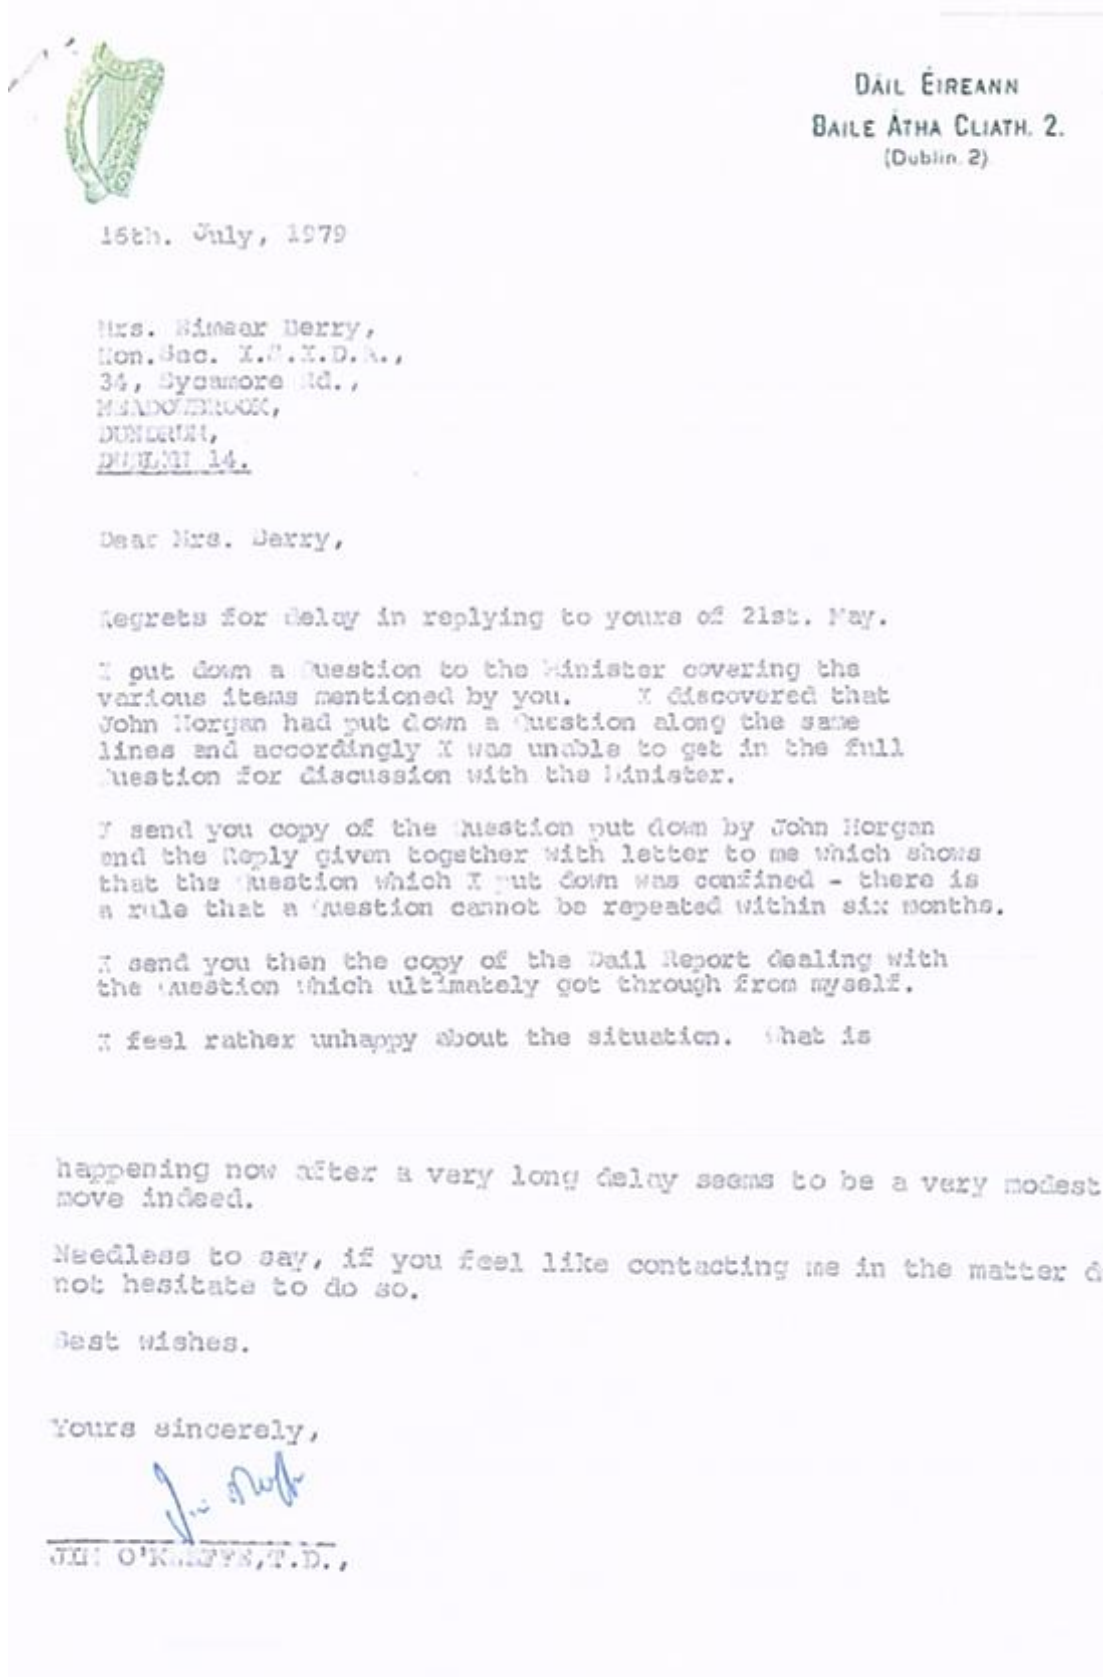 DÁIL ÉIREANN
BAILE ÁTHA CLIATH. 2.
(Dublin. 2)
16th. July, 1979
Mrs. Berry,
Hon.Sec.
34, Sycamore Rd.,
MEADOWBROOK,
DUNDRUM,
DUBLIN 14.
Dear Mrs. Berry,
Regrets for delay in replying to yours of 21st. May.
I put down a Question to the Minister covering the
various items mentioned by you. I discovered that
John Horgan had put down a Question along the same
lines and accordingly I was unable to get in the full
Question for discussion with the Minister.
I send you copy of the Question put down by John Horgan
and the Reply given together with letter to me which shows
that the Question which I put down was confined - there is
a rule that a Question cannot be repeated within six months.
I send you then the copy of the Dail Report dealing with
the Question which ultimately got through from myself.
I feel rather unhappy about the situation. What is
happening now after a very long delay seems to be a very modest
move indeed.
Needless to say, if you feel like contacting me in the matter d
not hesitate to do so.
Best wishes.
Yours sincerely,
JIM O'KEEFFE,T.D.,